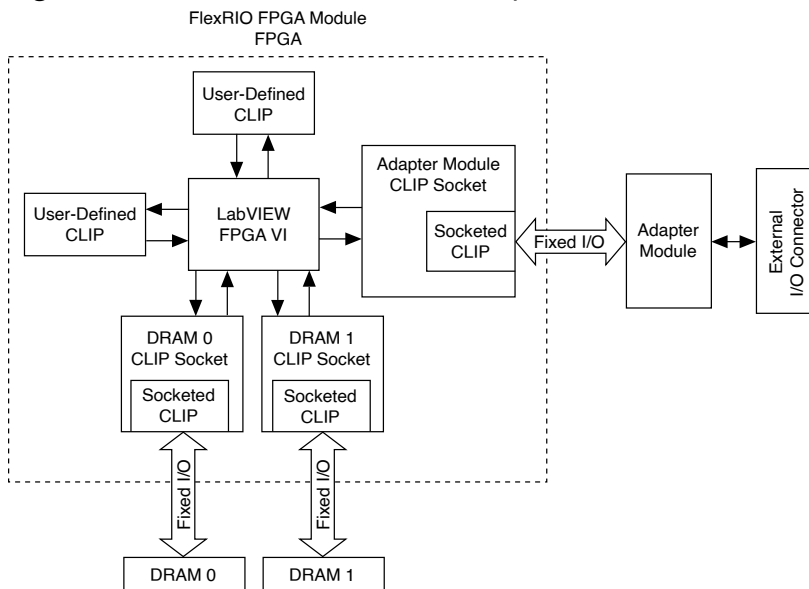 FlexRIO FPGA Module
FPGA
User-Defined
CLIP
User-Defined
CLIP
LabVIEW
FPGA VI
Adapter Module
CLIP Socket
Socketed
CLIP
Fixed I/O
Adapter
Module
External
I/O Connector
DRAM 0
CLIP Socket
Socketed
CLIP
DRAM 1
CLIP Socket
Socketed
CLIP
Fixed I/O
Fixed I/O
DRAM 0
DRAM 1